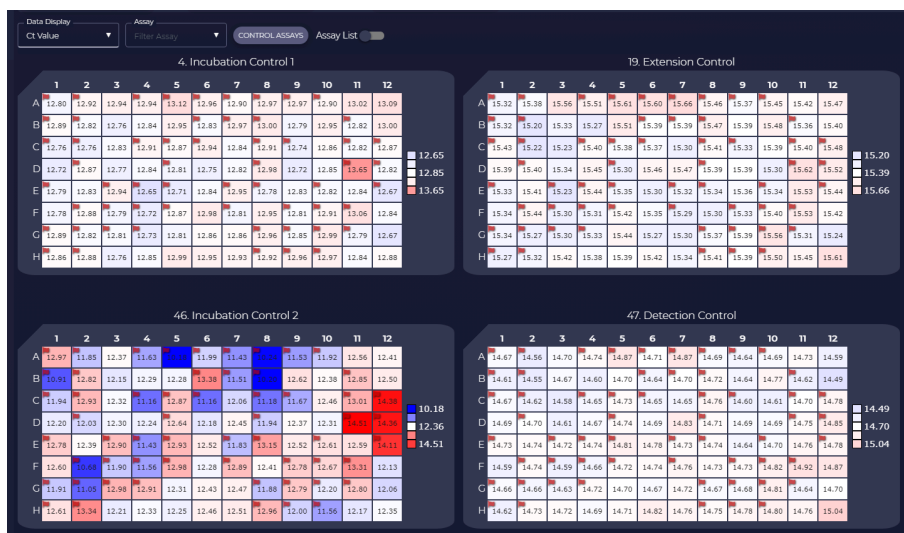 Data Display
Assay
Ct Value ▼
Filter Assay ▼
CONTROL ASSAYS
Assay List
4. Incubation Control 1
1 2 3 4 5 6 7 8 9 10 11 12
A 12.80 12.92 12.94 12.94 13.12 12.96 12.90 12.97 12.97 12.90 13.02 13.09
B 12.89 12.82 12.76 12.84 12.95 12.83 12.97 13.00 12.79 12.95 12.82 13.00
C 12.76 12.76 12.83 12.91 12.87 12.94 12.84 12.91 12.74 12.86 12.82 12.87
D 12.72 12.87 12.77 12.84 12.81 12.75 12.82 12.98 12.72 12.85 13.65 12.82
E 12.79 12.83 12.94 12.65 12.71 12.84 12.95 12.78 12.83 12.82 12.84 12.67
F 12.78 12.88 12.79 12.72 12.87 12.98 12.81 12.95 12.81 12.91 13.06 12.84
G 12.89 12.82 12.81 12.73 12.81 12.86 12.86 12.96 12.85 12.99 12.79 12.67
H 12.86 12.88 12.76 12.85 12.99 12.95 12.93 12.92 12.96 12.97 12.84 12.88
12.65
12.85
13.65
19. Extension Control
1 2 3 4 5 6 7 8 9 10 11 12
A 15.32 15.38 15.56 15.51 15.61 15.60 15.66 15.46 15.37 15.45 15.42 15.47
B 15.32 15.20 15.33 15.27 15.51 15.39 15.39 15.47 15.39 15.48 15.36 15.40
C 15.43 15.22 15.23 15.40 15.38 15.37 15.30 15.41 15.33 15.39 15.40 15.48
D 15.39 15.40 15.34 15.45 15.30 15.46 15.47 15.39 15.39 15.30 15.62 15.52
E 15.33 15.41 15.23 15.44 15.35 15.30 15.32 15.34 15.36 15.34 15.53 15.44
F 15.34 15.44 15.30 15.31 15.42 15.35 15.29 15.30 15.33 15.40 15.53 15.42
G 15.34 15.27 15.30 15.33 15.44 15.27 15.30 15.37 15.39 15.56 15.31 15.24
H 15.27 15.32 15.42 15.38 15.39 15.42 15.34 15.41 15.39 15.50 15.45 15.61
15.20
15.39
15.66
46. Incubation Control 2
1 2 3 4 5 6 7 8 9 10 11 12
A 12.97 11.85 12.37 11.63 11.99 11.43 11.53 11.92 12.56 12.41
B 10.91 12.82 12.15 12.29 12.28 13.38 11.51 12.62 12.38 12.85 12.50
C 11.94 12.93 12.32 11.16 12.87 11.16 12.06 11.18 11.67 12.46 13.01 14.38
D 12.20 12.03 12.30 12.24 12.64 12.18 12.45 11.94 12.37 12.31 14.51 14.36
E 12.78 12.39 12.90 11.45 12.93 12.52 11.83 13.15 12.52 12.61 12.59 14.11
F 12.60 10.65 11.90 11.56 12.98 12.28 12.89 12.41 12.78 12.67 13.31 12.13
G 11.91 11.05 12.98 12.91 12.31 12.43 12.47 11.88 12.79 12.20 12.80 12.06
H 12.61 13.34 12.21 12.33 12.25 12.46 12.51 12.96 12.00 11.56 12.17 12.35
10.18
12.36
14.51
47. Detection Control
1 2 3 4 5 6 7 8 9 10 11 12
A 14.67 14.56 14.70 14.74 14.87 14.71 14.87 14.69 14.64 14.69 14.73 14.59
B 14.61 14.55 14.67 14.60 14.70 14.64 14.70 14.72 14.64 14.77 14.62 14.49
C 14.67 14.62 14.58 14.65 14.73 14.65 14.65 14.76 14.60 14.61 14.70 14.78
D 14.69 14.70 14.61 14.67 14.74 14.69 14.83 14.71 14.69 14.69 14.75 14.85
E 14.73 14.74 14.72 14.74 14.81 14.78 14.73 14.74 14.64 14.70 14.76 14.78
F 14.59 14.74 14.59 14.66 14.72 14.74 14.76 14.73 14.73 14.82 14.92 14.87
G 14.66 14.66 14.63 14.72 14.70 14.67 14.72 14.67 14.68 14.81 14.64 14.70
H 14.62 14.73 14.72 14.69 14.71 14.82 14.76 14.75 14.78 14.80 14.76 15.04
14.49
14.70
15.04